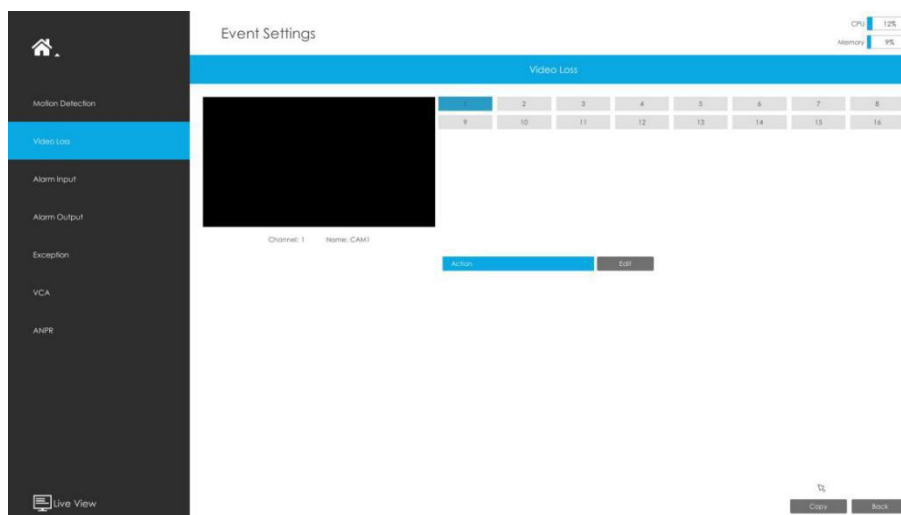 Event Settings
CPU 12%
Memory 9%
Video Loss
Motion Detection
Video Loss
Alarm Input
Alarm Output
Exception
VCA
ANPR
Live View
1 2 3 4 5 6 7 8
9 10 11 12 13 14 15 16
Channel: 1 Name: CAM1
Action Edit
Copy Back